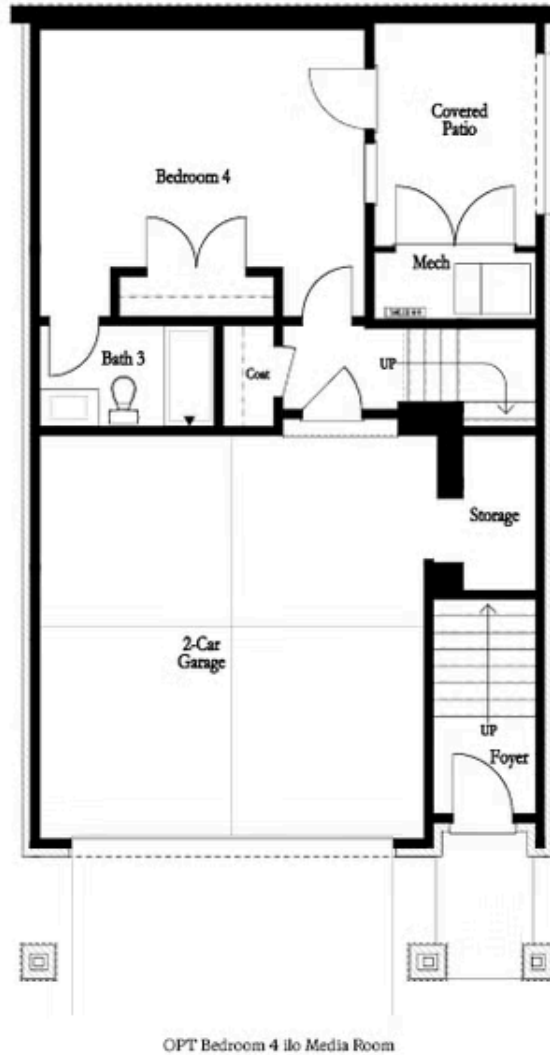 Covered
Patio
Bedroom 4
Mech
Bath 3
Coat
UP
Storage
2-Car
Garage
UP
Foyer
OPT Bedroom 4 ilo Media Room